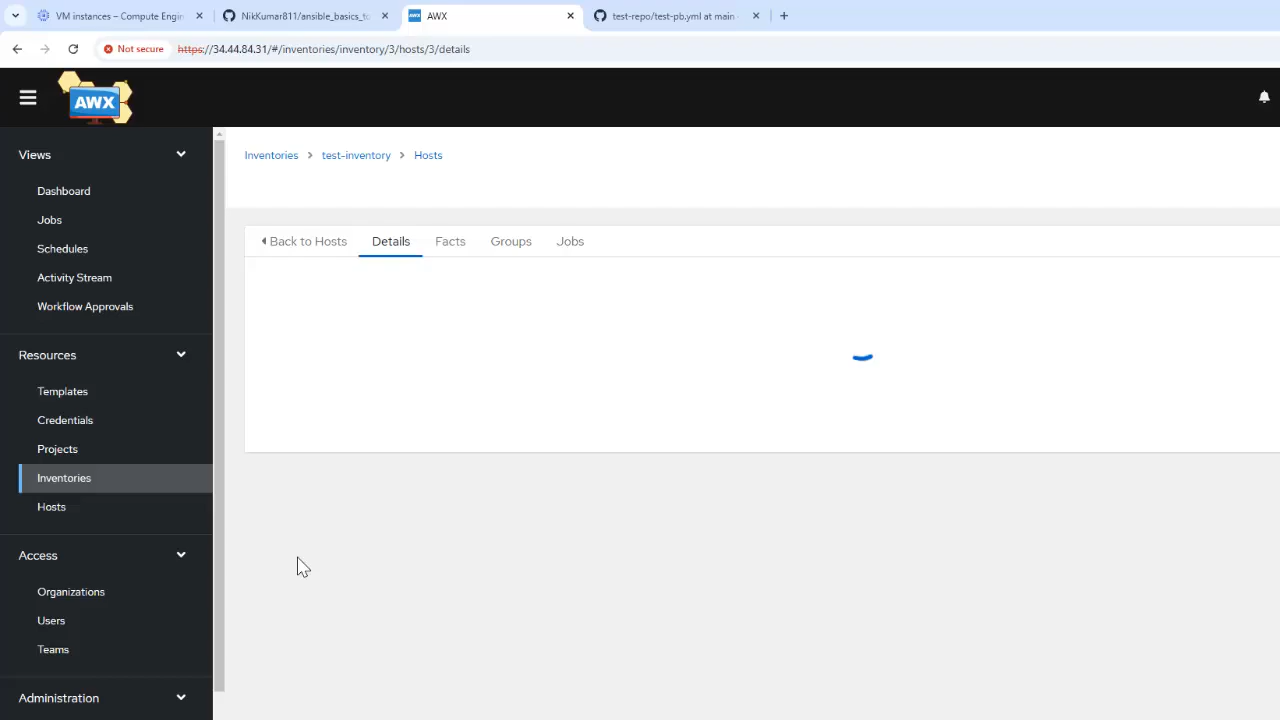 VM instances – Compute Engin
NikKumar811/ansible_basics_to
AWX
test-repo/test-pb.yml at main
Not secure
https://34.44.84.31/#/inventories/inventory/3/hosts/3/details
AWX
Views
Dashboard
Jobs
Schedules
Activity Stream
Workflow Approvals
Resources
Templates
Credentials
Projects
Inventories
Hosts
Access
Organizations
Users
Teams
Administration
Inventories > test-inventory > Hosts
Back to Hosts Details Facts Groups Jobs